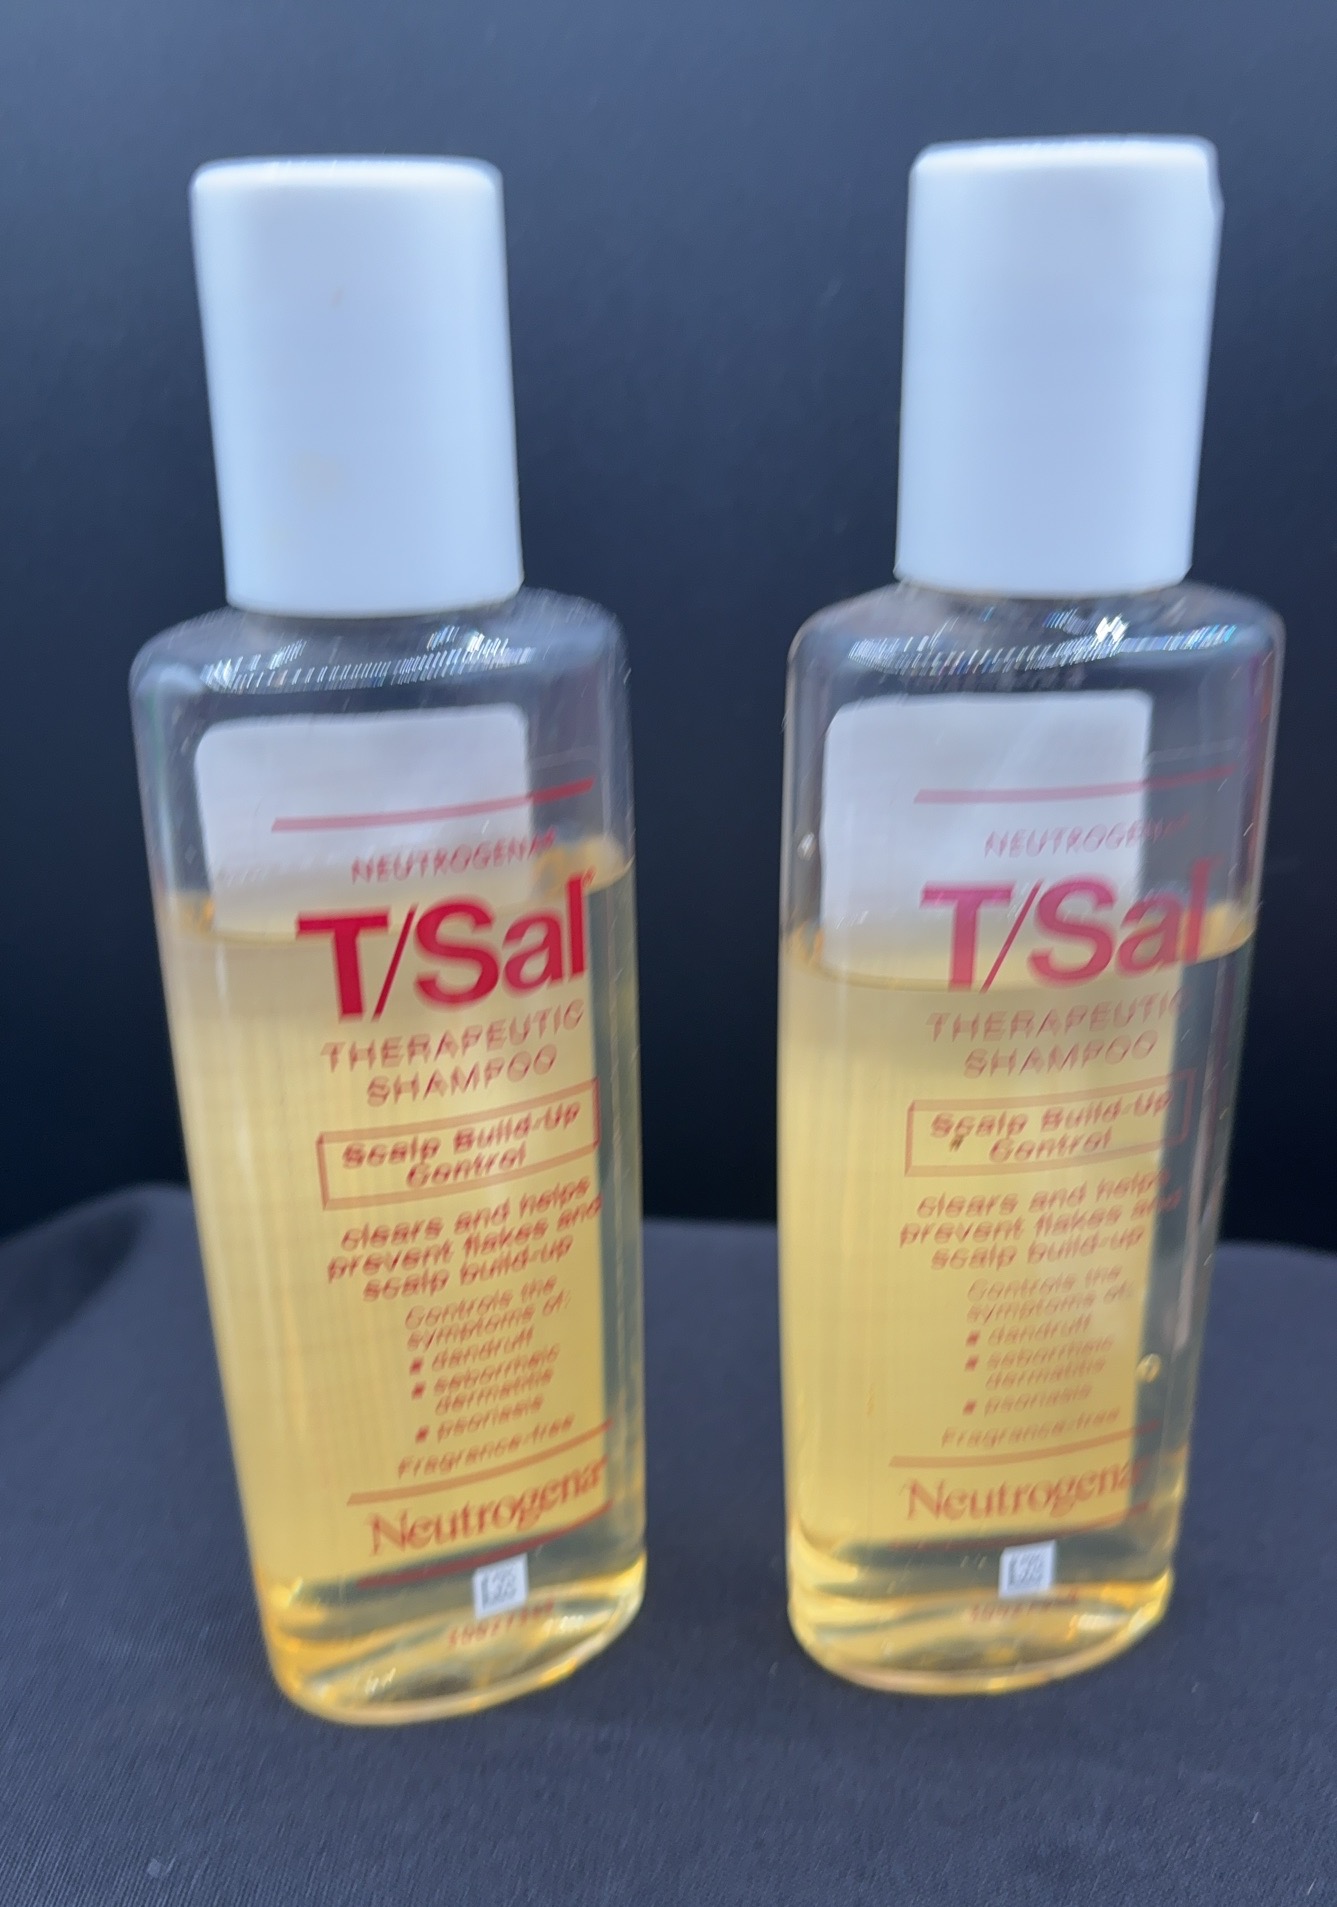 NEUTROGENA®
T/Sal®
THERAPEUTIC
SHAMPOO
Scalp Build-Up
Control
clears and helps
prevent flakes and
scalp build-up
Controls the
symptoms of:
▪ dandruff
▪ seborrheic
dermatitis
▪ psoriasis
Fragrance-free
Neutrogena®
NEUTROGENA®
T/Sal®
THERAPEUTIC
SHAMPOO
Scalp Build-Up
Control
clears and helps
prevent flakes and
scalp build-up
Controls the
symptoms of:
▪ dandruff
▪ seborrheic
dermatitis
▪ psoriasis
Fragrance-free
Neutrogena